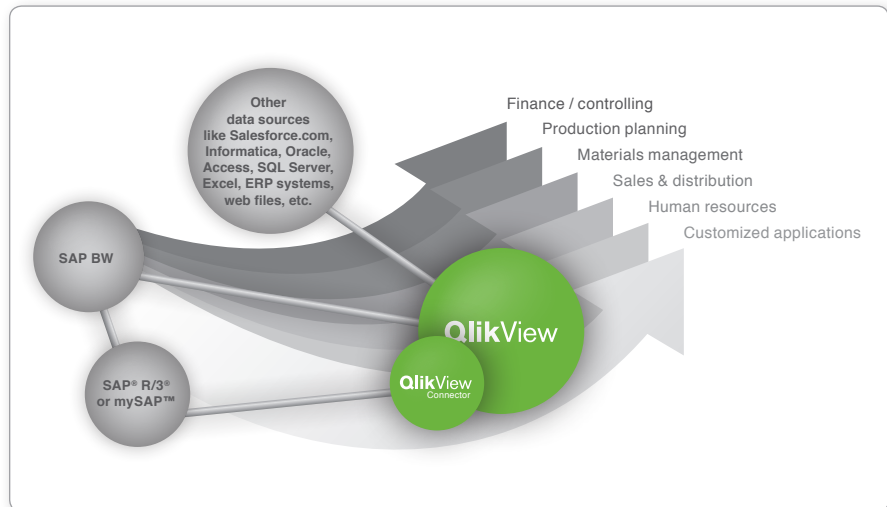 Other
data sources
like Salesforce.com,
Informatica, Oracle,
Access, SQL Server,
Excel, ERP systems,
web files, etc.
Finance / controlling
Production planning
Materials management
Sales & distribution
Human resources
Customized applications
SAP BW
QlikView
SAP® R/3®
or mySAP™
QlikView
Connector